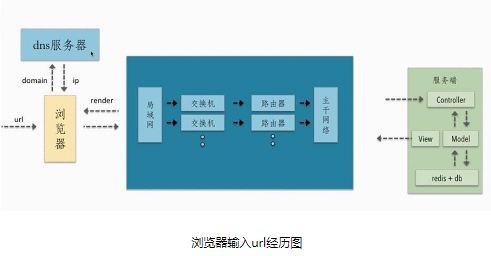 dns服务器
domain
ip
url
浏览器
render
局域网
交换机
路由器
交换机
路由器
主干网络
服务端
Controller
View
Model
redis + db
浏览器输入url经历图